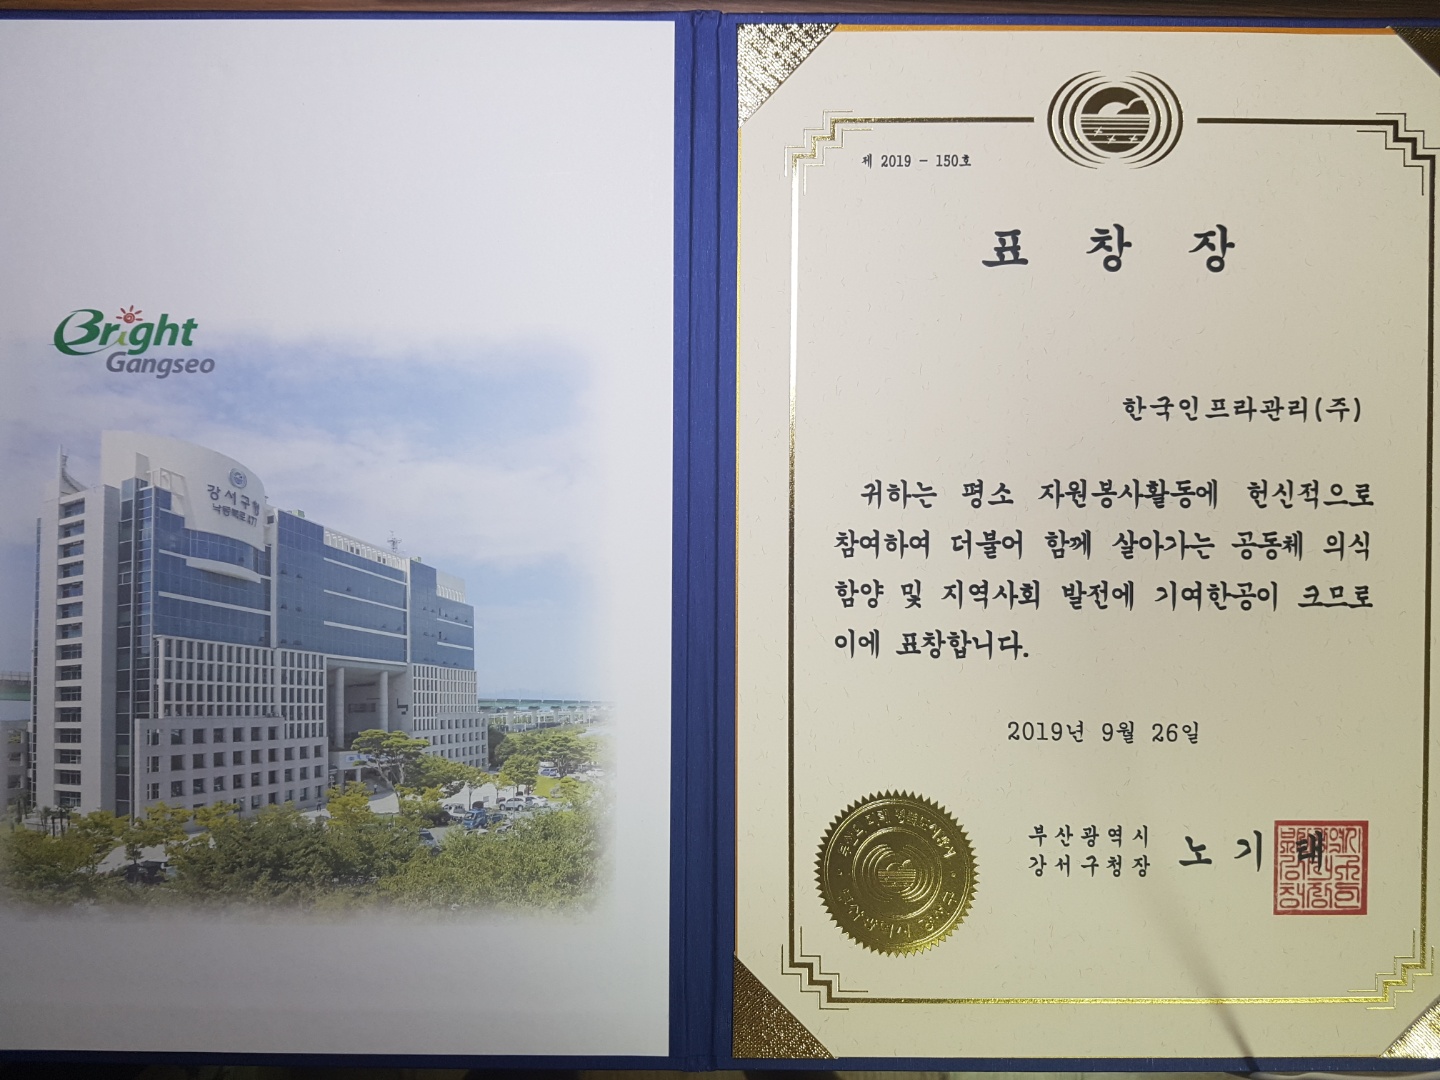 Bright
Gangseo
강서구청
낙동북로 477
제 2019 - 150호
표 창 장
한국인프라관리(주)
귀하는 평소 자원봉사활동에 헌신적으로
참여하여 더불어 함께 살아가는 공동체 의식
함양 및 지역사회 발전에 기여한공이 크므로
이에 표창합니다.
2019년 9월 26일
부산광역시
강서구청장 노기태